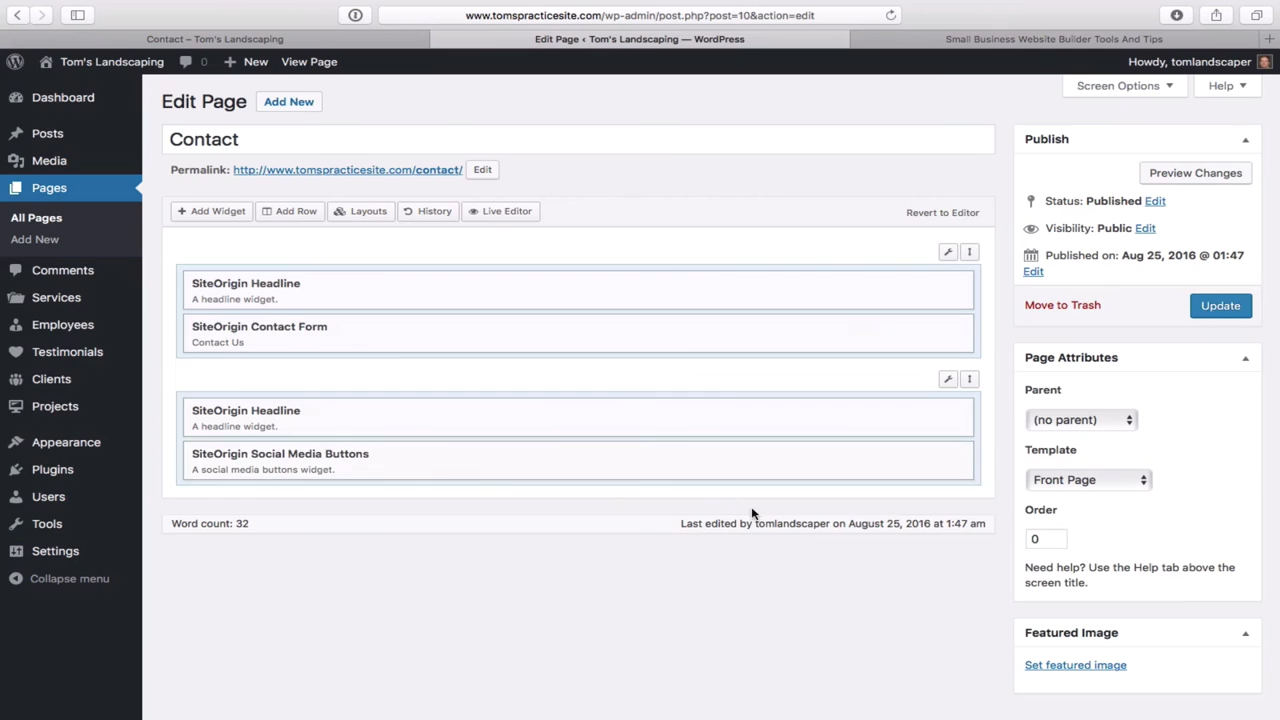 www.tomspracticesite.com/wp-admin/post.php?post=10&action=edit
Contact – Tom's Landscaping
Edit Page ‹ Tom's Landscaping — WordPress
Small Business Website Builder Tools And Tips
Tom's Landscaping
0
New
View Page
Howdy, tomlandscaper
Dashboard
Posts
Media
Pages
All Pages
Add New
Comments
Services
Employees
Testimonials
Clients
Projects
Appearance
Plugins
Users
Tools
Settings
Collapse menu
Screen Options
Help
Edit Page
Add New
Contact
Permalink: http://www.tomspracticesite.com/contact/ Edit
Add Widget
Add Row
Layouts
History
Live Editor
Revert to Editor
SiteOrigin Headline
A headline widget.
SiteOrigin Contact Form
Contact Us
SiteOrigin Headline
A headline widget.
SiteOrigin Social Media Buttons
A social media buttons widget.
Word count: 32
Last edited by tomlandscaper on August 25, 2016 at 1:47 am
Publish
Preview Changes
Status: Published Edit
Visibility: Public Edit
Published on: Aug 25, 2016 @ 01:47
Edit
Move to Trash
Update
Page Attributes
Parent
(no parent)
Template
Front Page
Order
0
Need help? Use the Help tab above the
screen title.
Featured Image
Set featured image